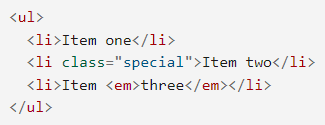 <ul>
  <li>Item one</li>
  <li class="special">Item two</li>
  <li>Item <em>three</em></li>
</ul>